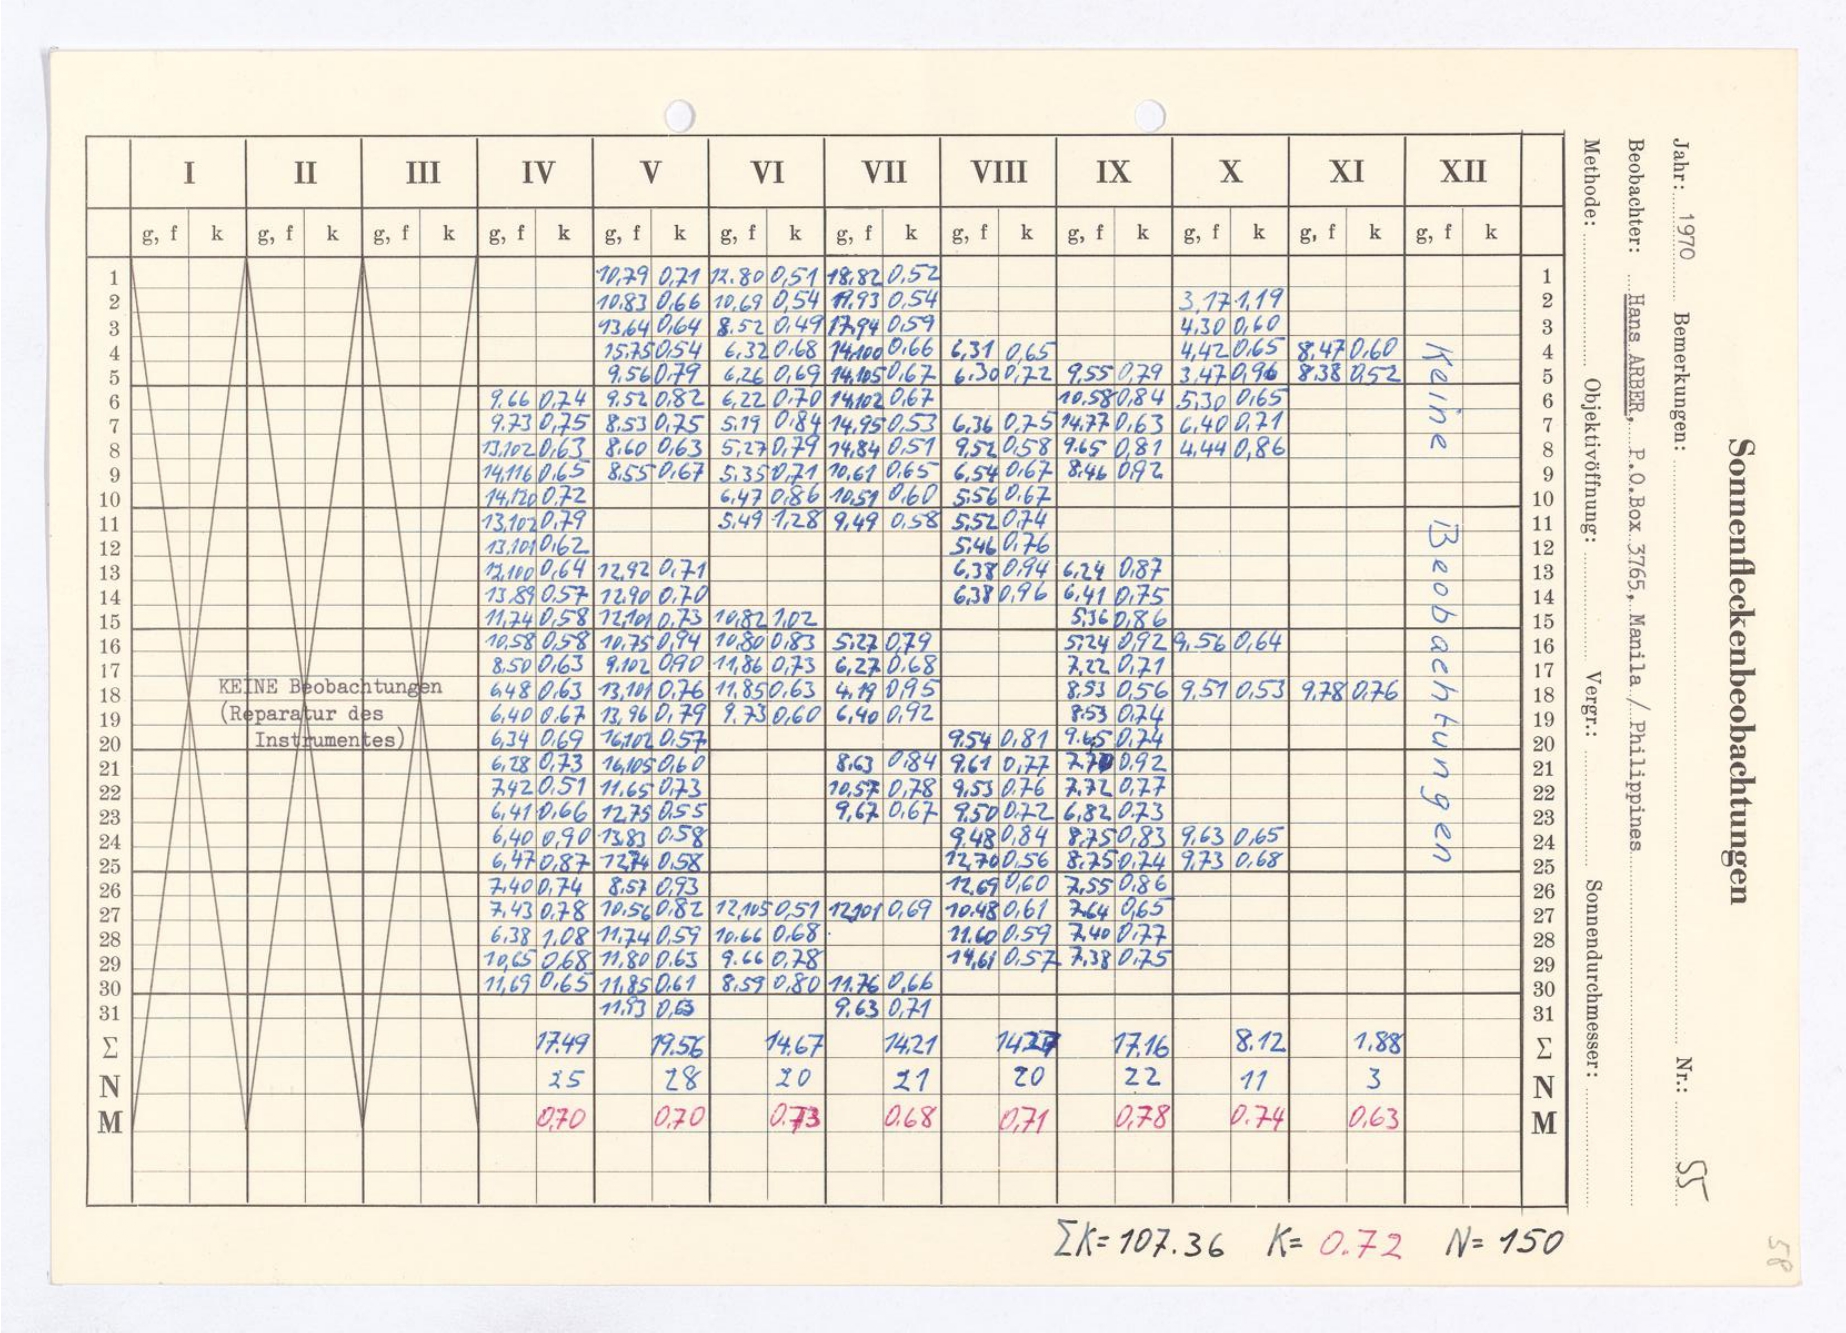 Sonnenfleckenbeobachtungen
Jahr: 1970 Bemerkungen: Nr.: 55
Beobachter: Hans ARBER, P.O.Box 3765, Manila / Philippines
Methode: Objektivöffnung: Vergr.: Sonnendurchmesser:
I II III IV V VI VII VIII IX X XI XII
g, f k g, f k g, f k g, f k g, f k g, f k g, f k g, f k g, f k g, f k g, f k g, f k
1 10,79 0,71 12.80 0,51 18,82 0,52 1
2 10,83 0,66 10,69 0,54 19,93 0,54 3,17 1,19 2
3 13,64 0,64 8.52 0,49 17,94 0,59 4,30 0,60 3
4 15,75 0,54 6,32 0,68 14,100 0,66 6,31 0,65 4,42 0,65 8,47 0,60 4
5 9,56 0,79 6,26 0,69 14,105 0,67 6.30 0,72 9,55 0,79 3,47 0,96 8,38 0,52 5
6 9,66 0,74 9,52 0,82 6,22 0,70 14,102 0,67 10,58 0,84 5,30 0,65 6
7 9,73 0,75 8,53 0,75 5,19 0,84 14,95 0,53 6,36 0,75 14,77 0,63 6,40 0,71 7
8 13,102 0,63 8,60 0,63 5,27 0,79 14,84 0,51 9,52 0,58 9,65 0,81 4,44 0,86 8
9 14,116 0,65 8,55 0,67 5,35 0,71 10,61 0,65 6,54 0,67 8,46 0,92 9
10 14,120 0,72 6,47 0,86 10,51 0,60 5,56 0,67 10
11 13,102 0,79 5,49 1,28 9,49 0,58 5,52 0,74 11
12 13,101 0,62 5,46 0,76 12
13 12,100 0,64 12,92 0,71 6,38 0,94 6,24 0,87 13
14 13,89 0,57 12,90 0,70 6,38 0,96 6,41 0,75 14
15 11,74 0,58 12,101 0,73 10,82 1,02 5,36 0,86 15
16 10,58 0,58 10,75 0,94 10,80 0,83 5,27 0,79 5,24 0,92 9,56 0,64 16
17 8,50 0,63 9,102 0,90 11,86 0,73 6,27 0,68 7,22 0,71 17
KEINE Beobachtungen
18 6,48 0,63 13,101 0,76 11,85 0,63 4,19 0,95 8,53 0,56 9,51 0,53 9,78 0,76 18
(Reparatur des
19 6,40 0,67 13,96 0,79 9,73 0,60 6,40 0,92 8,53 0,74 19
Instrumentes)
20 6,34 0,69 16,102 0,57 9,54 0,81 9,65 0,74 20
21 6,28 0,73 16,105 0,60 8,63 0,84 9,61 0,77 0,92 21
22 7,42 0,51 11,65 0,73 10,57 0,78 9,53 0,76 7,72 0,77 22
23 6,41 0,66 12,75 0,55 9,67 0,67 9,50 0,72 6,82 0,73 23
24 6,40 0,90 13,83 0,58 9,48 0,84 8,75 0,83 9,63 0,65 24
25 6,47 0,87 12,74 0,58 12,70 0,56 8,75 0,74 9,73 0,68 25
26 7,40 0,74 8,57 0,93 12,69 0,60 7,55 0,86 26
27 7,43 0,78 10,56 0,82 12,105 0,51 12,101 0,69 10,48 0,61 7,64 0,65 27
28 6,38 1,08 11,74 0,59 10,66 0,68 11,60 0,59 7,40 0,77 28
29 10,65 0,68 11,80 0,63 9,66 0,78 14,61 0,57 7,38 0,75 29
30 11,69 0,65 11,85 0,61 8,59 0,80 11,76 0,66 30
31 11,93 0,63 9,63 0,71 31
Keine Beobachtungen
Σ 17.49 19.56 14.67 14.21 14.27 17.16 8.12 1.88 Σ
N 25 28 20 21 20 22 11 3 N
M 0,70 0,70 0.73 0.68 0,71 0,78 0.74 0,63 M
ΣK= 107.36 K= 0.72 N= 150
58